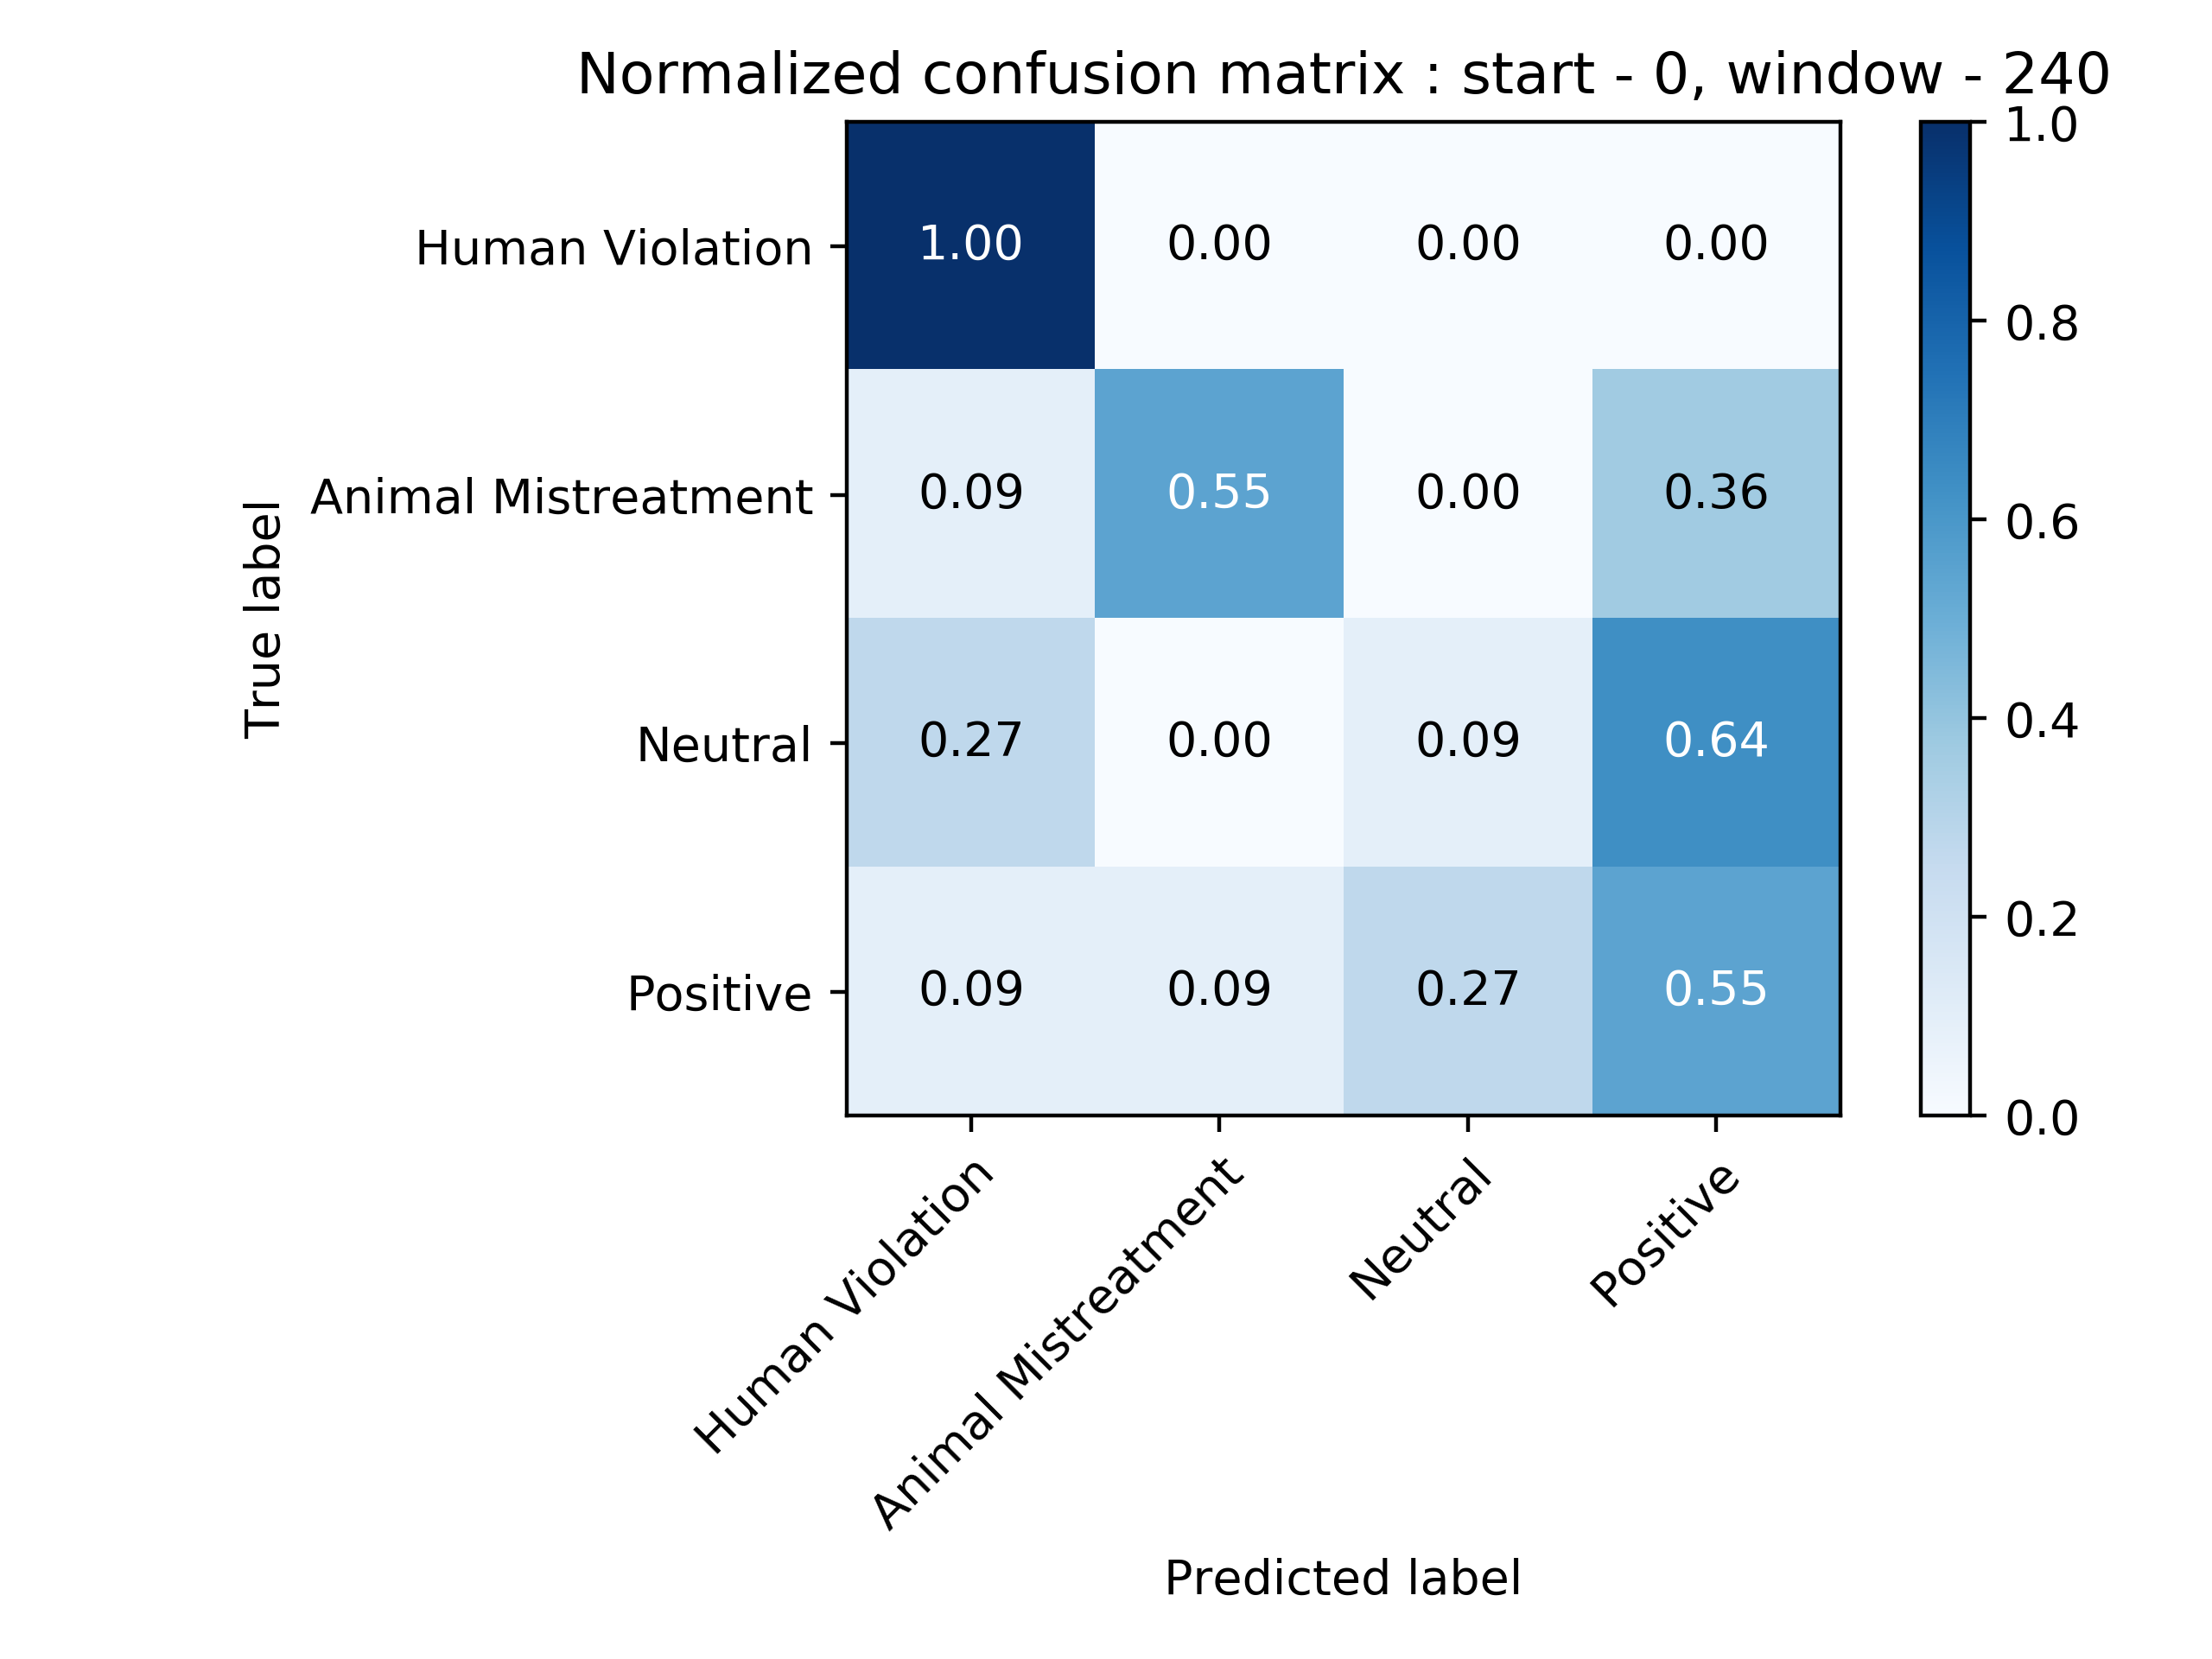 Normalized confusion matrix : start - 0, window - 240
True label
Human Violation 1.00 0.00 0.00 0.00
Animal Mistreatment 0.09 0.55 0.00 0.36
Neutral 0.27 0.00 0.09 0.64
Positive 0.09 0.09 0.27 0.55
Human Violation
Animal Mistreatment
Neutral
Positive
Predicted label
1.0
0.8
0.6
0.4
0.2
0.0